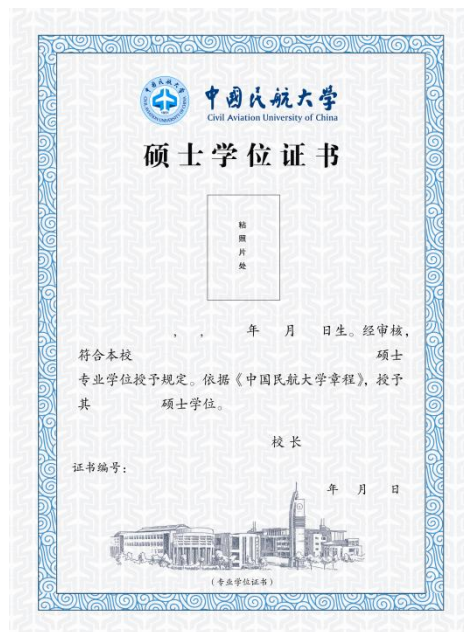 中国民航大学
Civil Aviation University of China
硕士学位证书
粘
照
片
处
， ， 年 月 日生。经审核，
符合本校 硕士
专业学位授予规定。依据《中国民航大学章程》，授予
其 硕士学位。
校 长
证书编号：
年 月 日
（专业学位证书）